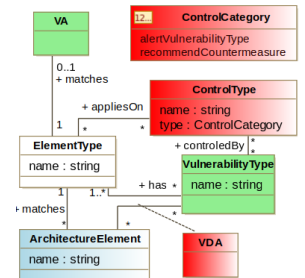 VA
12...
ControlCategory
alertVulnerabilityType
recommendCountermeasure
0..1
+ matches
+ appliesOn
ControlType
name : string
type : ControlCategory
1
*
*
*
ElementType
name : string
+ controledBy
*
VulnerabilityType
name : string
1
1..*
+ has
*
matches
*
*
*
ArchitectureElement
name : string
VDA